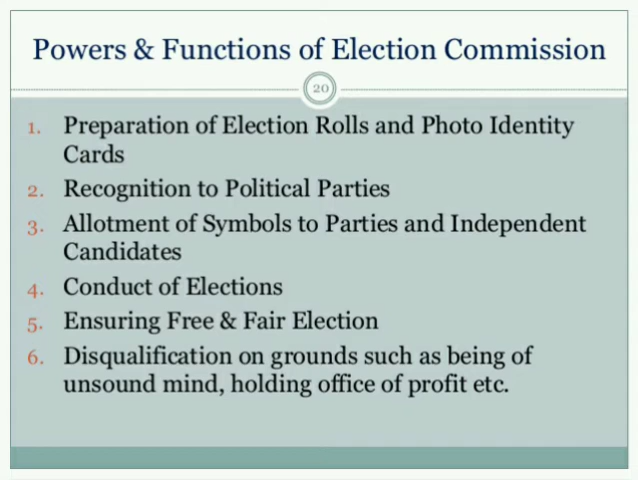 Powers & Functions of Election Commission
20
1. Preparation of Election Rolls and Photo Identity
Cards
2. Recognition to Political Parties
3. Allotment of Symbols to Parties and Independent
Candidates
4. Conduct of Elections
5. Ensuring Free & Fair Election
6. Disqualification on grounds such as being of
unsound mind, holding office of profit etc.